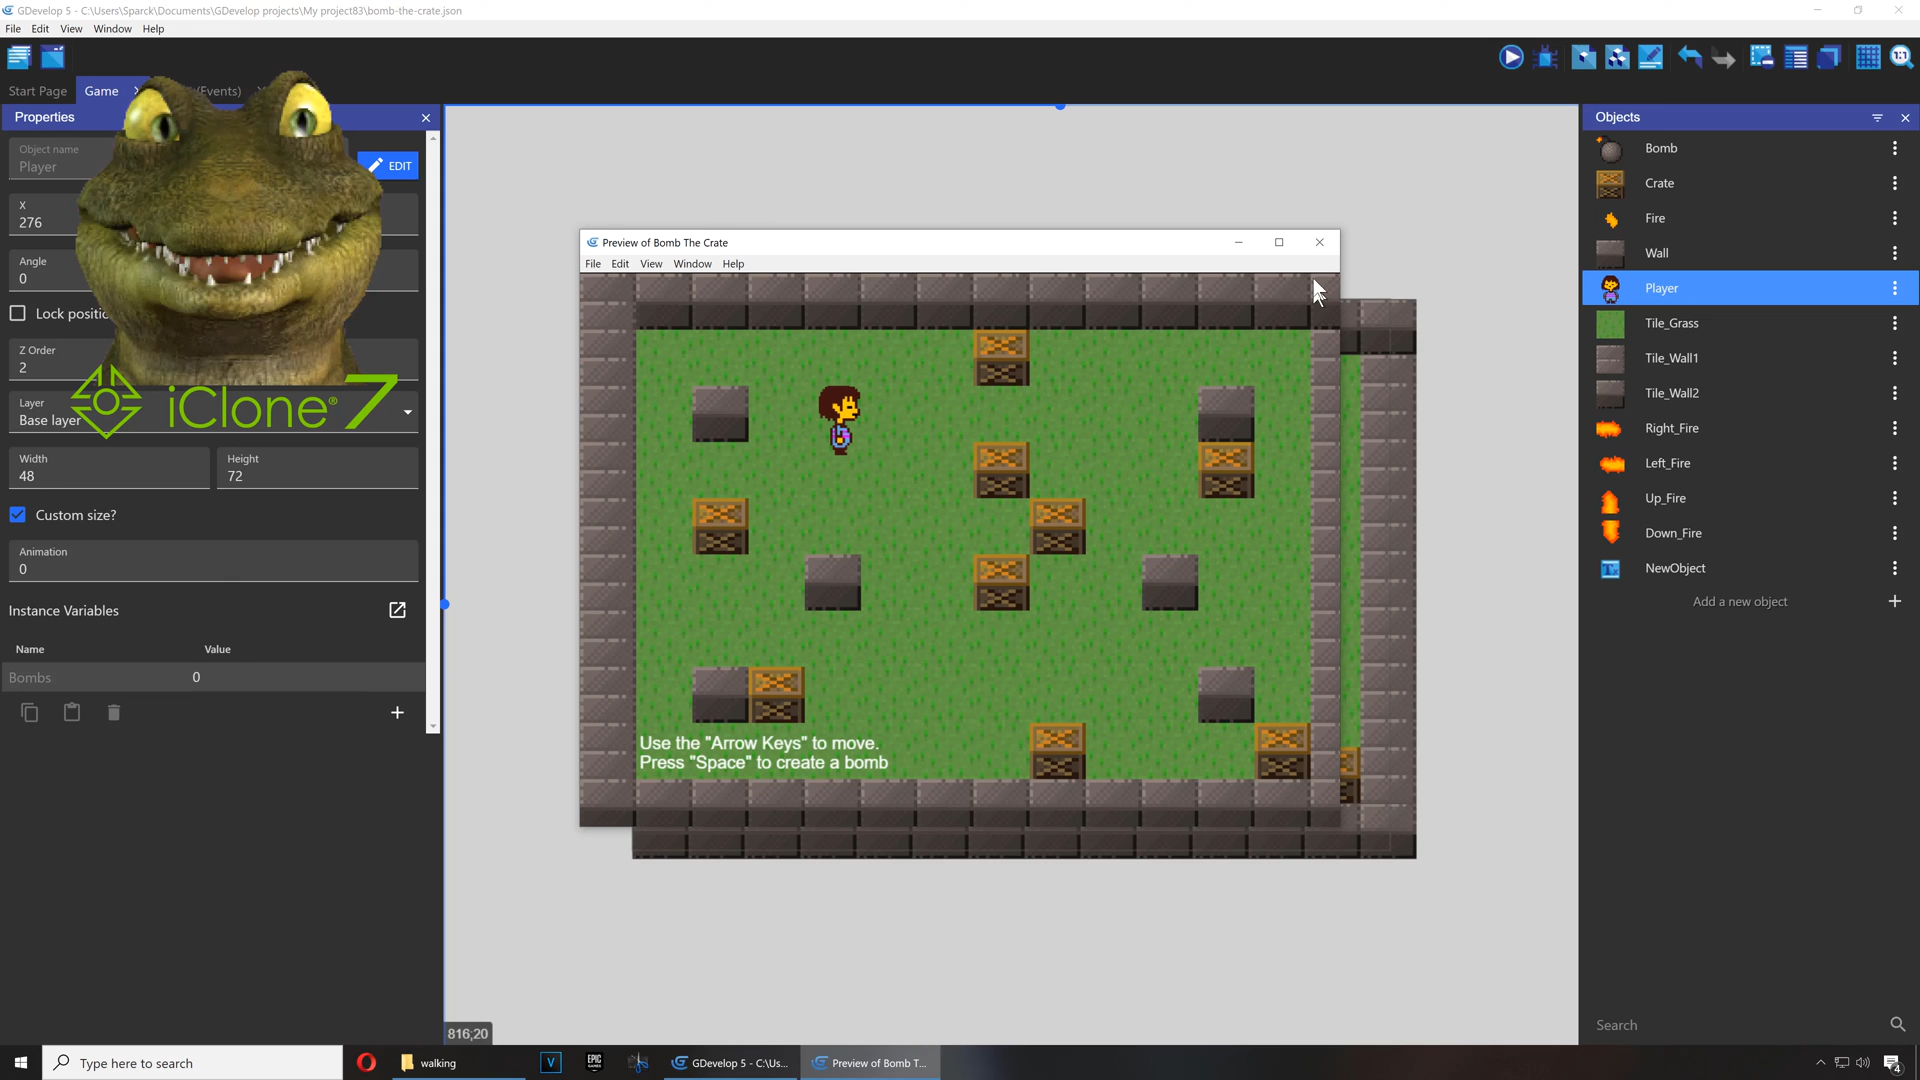 GDevelop 5 - C:\Users\Sparck\Documents\GDevelop projects\My project83\bomb-the-crate.json
File Edit View Window Help
1:1
Start Page Game (Events)
Properties
Object name
Player
EDIT
X
276
Angle
0
Z Order
2
Layer
Base layer
iClone® 7
Width
48
Height
72
Custom size?
Animation
0
Instance Variables
Name Value
Bombs 0
Preview of Bomb The Crate
File Edit View Window Help
Use the "Arrow Keys" to move.
Press "Space" to create a bomb
816;20
Objects
Bomb
Crate
Fire
Wall
Player
Tile_Grass
Tile_Wall1
Tile_Wall2
Right_Fire
Left_Fire
Up_Fire
Down_Fire
NewObject
Add a new object
Search
Type here to search
walking
V
EPIC GAMES
GDevelop 5 - C:\Us...
Preview of Bomb T...
4